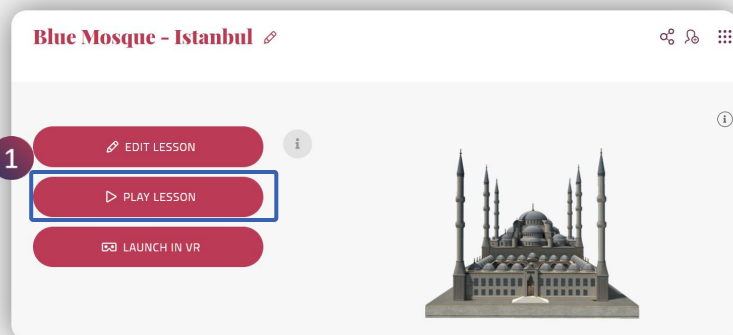 Blue Mosque - Istanbul
1
EDIT LESSON
i
PLAY LESSON
LAUNCH IN VR
i